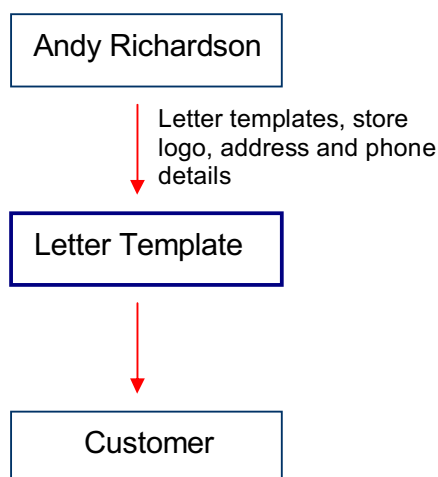 Andy Richardson
Letter templates, store
logo, address and phone
details
Letter Template
Customer